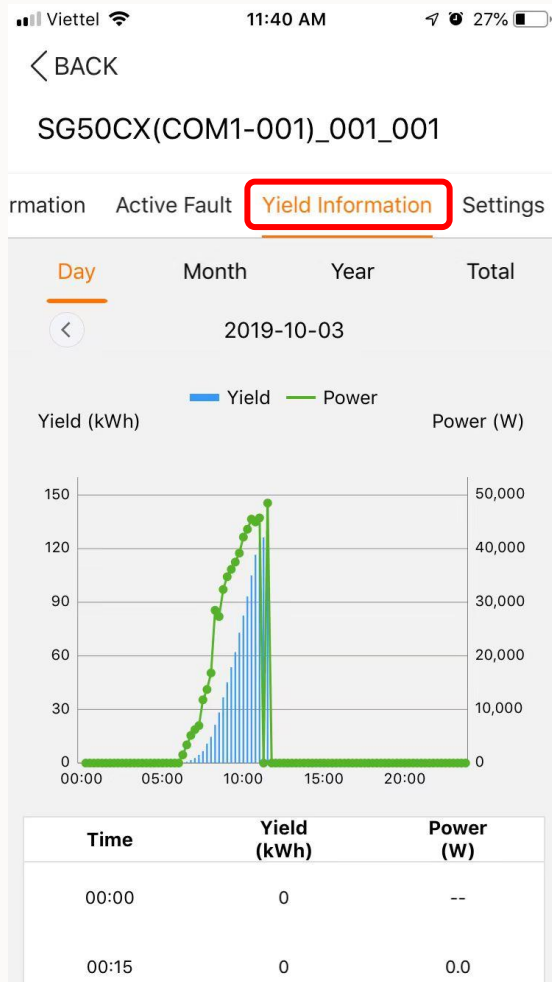 Viettel 11:40 AM 27%
BACK
SG50CX(COM1-001)_001_001
rmation Active Fault Yield Information Settings
Day Month Year Total
2019-10-03
Yield Power
Yield (kWh) Power (W)
150 50,000
120 40,000
90 30,000
60 20,000
30 10,000
0 0
00:00 05:00 10:00 15:00 20:00
Time Yield (kWh) Power (W)
00:00 0 --
00:15 0 0.0